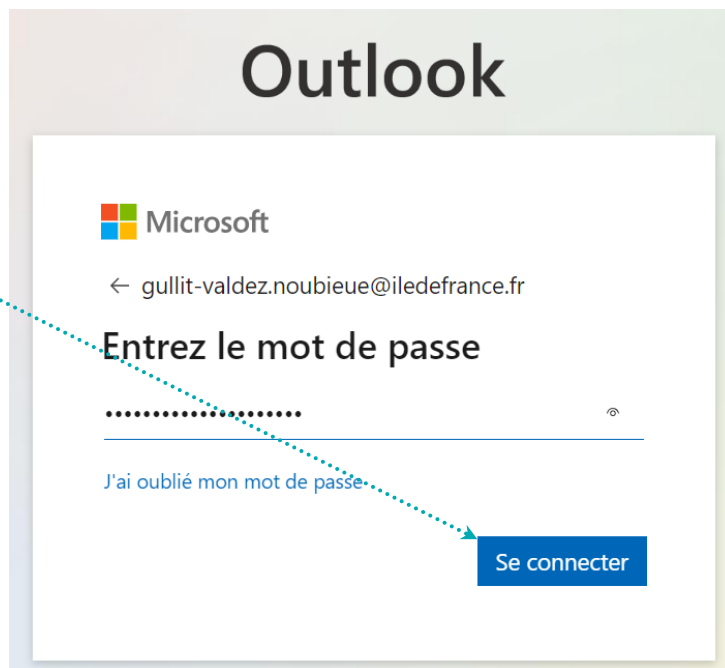 Outlook
Microsoft
← gullit-valdez.noubieue@iledefrance.fr
Entrez le mot de passe
•••••••••••••••••••••
J'ai oublié mon mot de passe
Se connecter